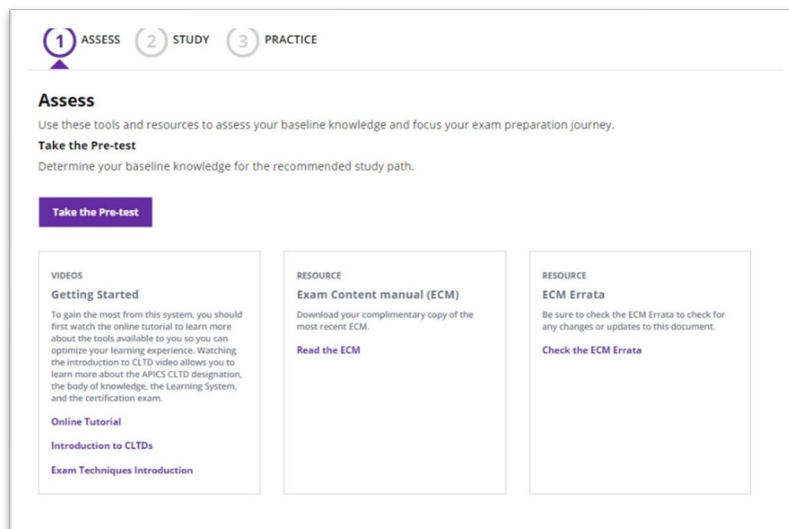 1 ASSESS 2 STUDY 3 PRACTICE
Assess
Use these tools and resources to assess your baseline knowledge and focus your exam preparation journey.
Take the Pre-test
Determine your baseline knowledge for the recommended study path.
Take the Pre-test
VIDEOS
Getting Started
To gain the most from this system, you should
first watch the online tutorial to learn more
about the tools available to you so you can
optimize your learning experience. Watching
the introduction to CLTD video allows you to
learn more about the APICS CLTD designation,
the body of knowledge, the Learning System,
and the certification exam.
Online Tutorial
Introduction to CLTDs
Exam Techniques Introduction
RESOURCE
Exam Content manual (ECM)
Download your complimentary copy of the
most recent ECM.
Read the ECM
RESOURCE
ECM Errata
Be sure to check the ECM Errata to check for
any changes or updates to this document.
Check the ECM Errata